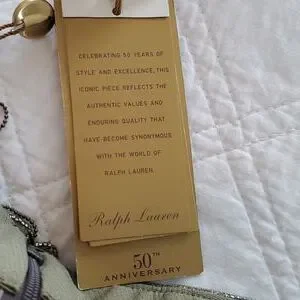 CELEBRATING 50 YEARS OF
STYLE AND EXCELLENCE, THIS
ICONIC PIECE REFLECTS THE
AUTHENTIC VALUES AND
ENDURING QUALITY THAT
HAVE BECOME SYNONYMOUS
WITH THE WORLD OF
RALPH LAUREN.
Ralph Lauren
50TH
ANNIVERSARY